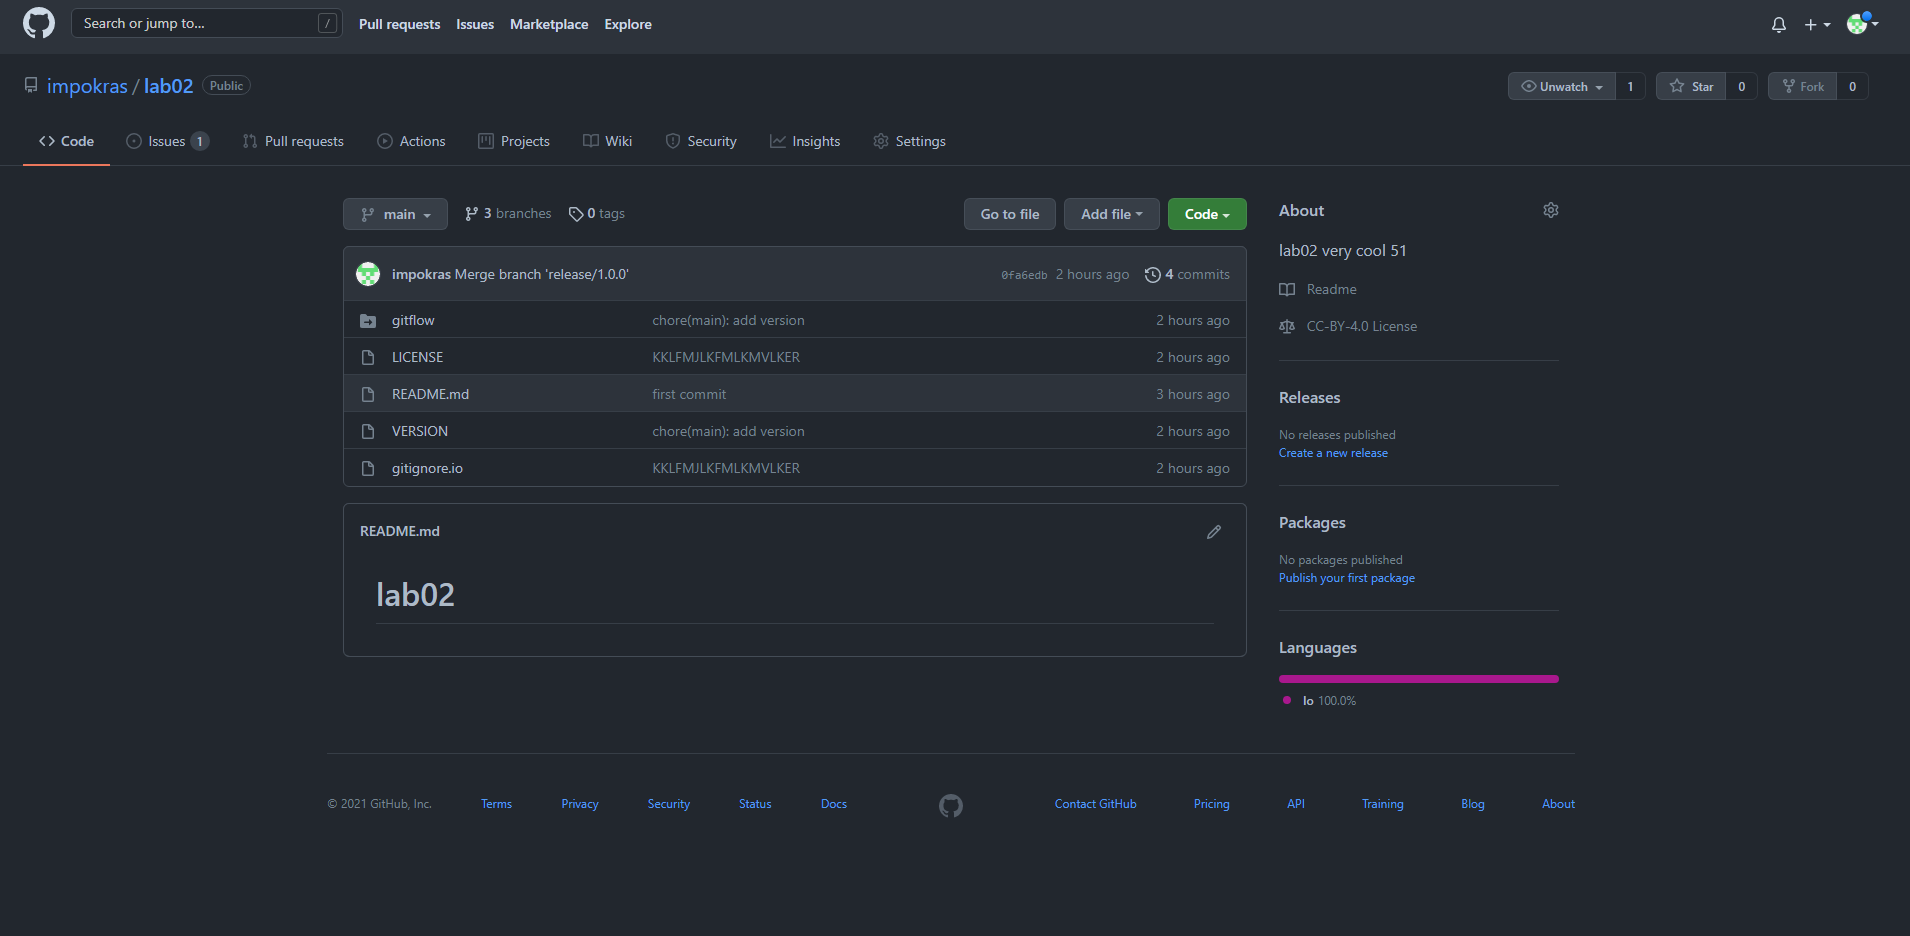 Search or jump to... / Pull requests Issues Marketplace Explore
impokras / lab02 Public Unwatch 1 Star 0 Fork 0
Code Issues 1 Pull requests Actions Projects Wiki Security Insights Settings
main 3 branches 0 tags Go to file Add file Code
impokras Merge branch 'release/1.0.0' 0fa6edb 2 hours ago 4 commits
gitflow chore(main): add version 2 hours ago
LICENSE KKLFMJLKFMLKMVLKER 2 hours ago
README.md first commit 3 hours ago
VERSION chore(main): add version 2 hours ago
gitignore.io KKLFMJLKFMLKMVLKER 2 hours ago
README.md
lab02
About
lab02 very cool 51
Readme
CC-BY-4.0 License
Releases
No releases published
Create a new release
Packages
No packages published
Publish your first package
Languages
Io 100.0%
© 2021 GitHub, Inc. Terms Privacy Security Status Docs Contact GitHub Pricing API Training Blog About